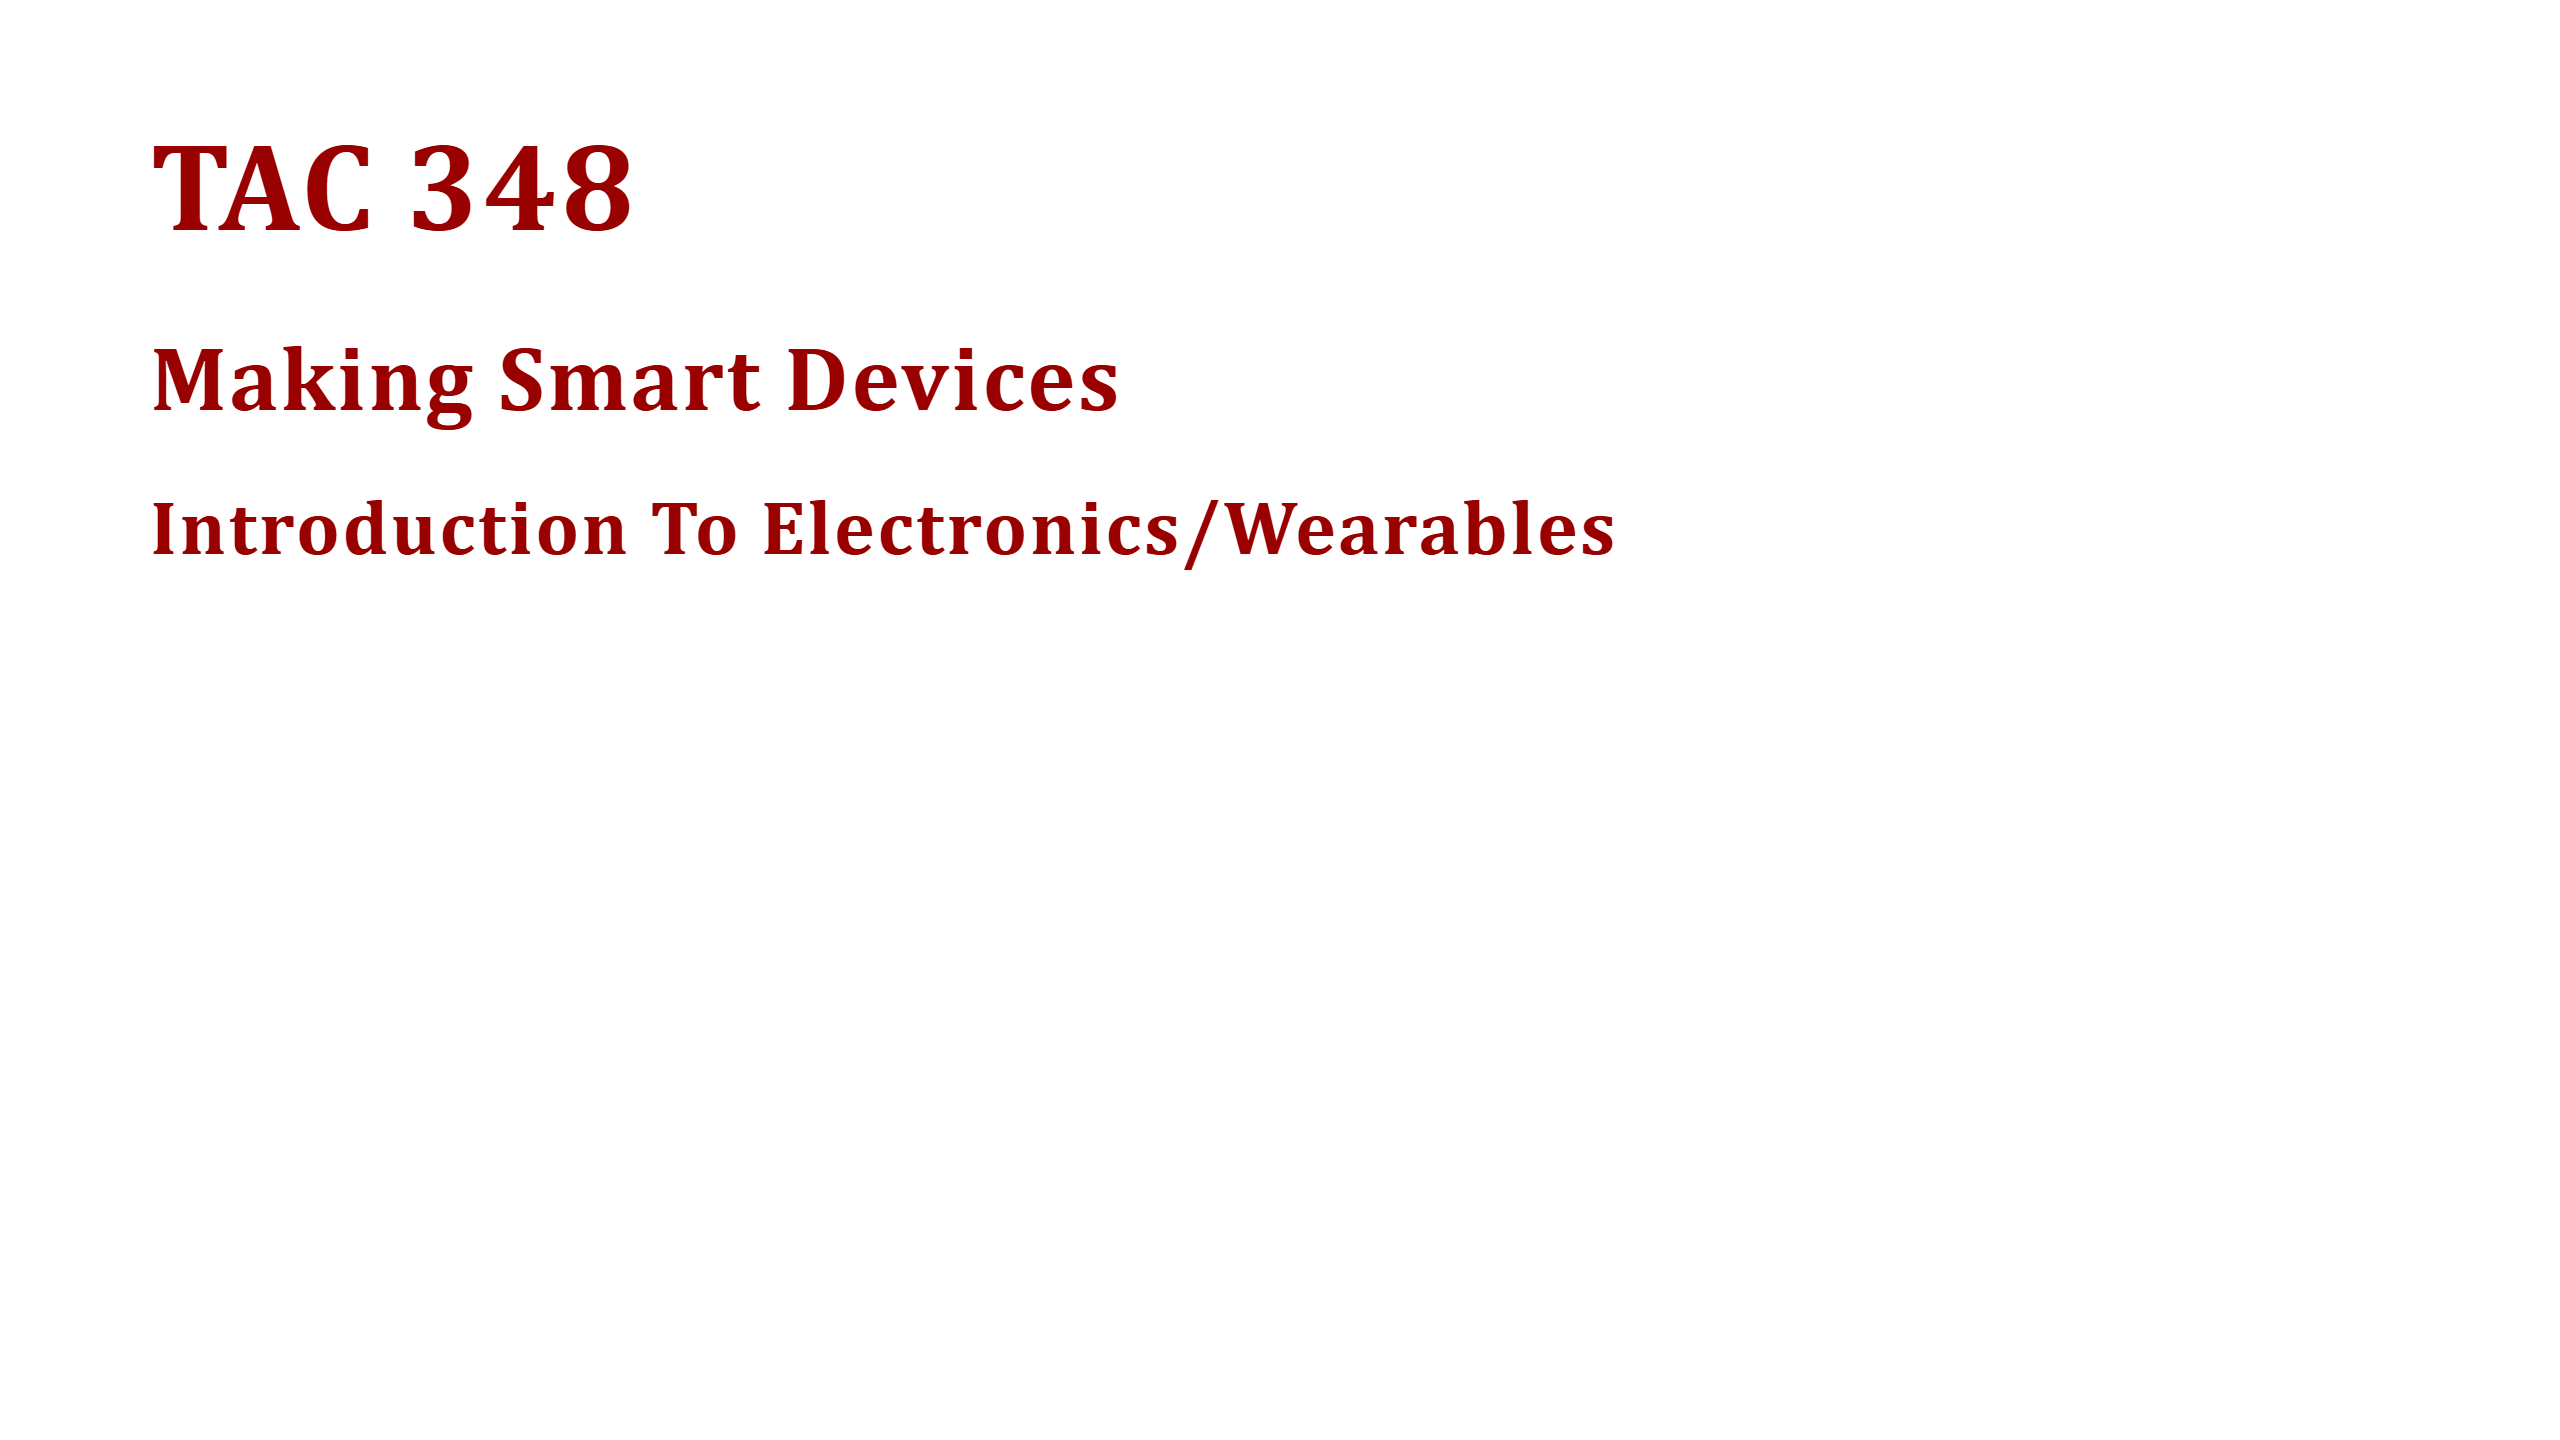 TAC 348
Making Smart Devices
Introduction To Electronics/Wearables